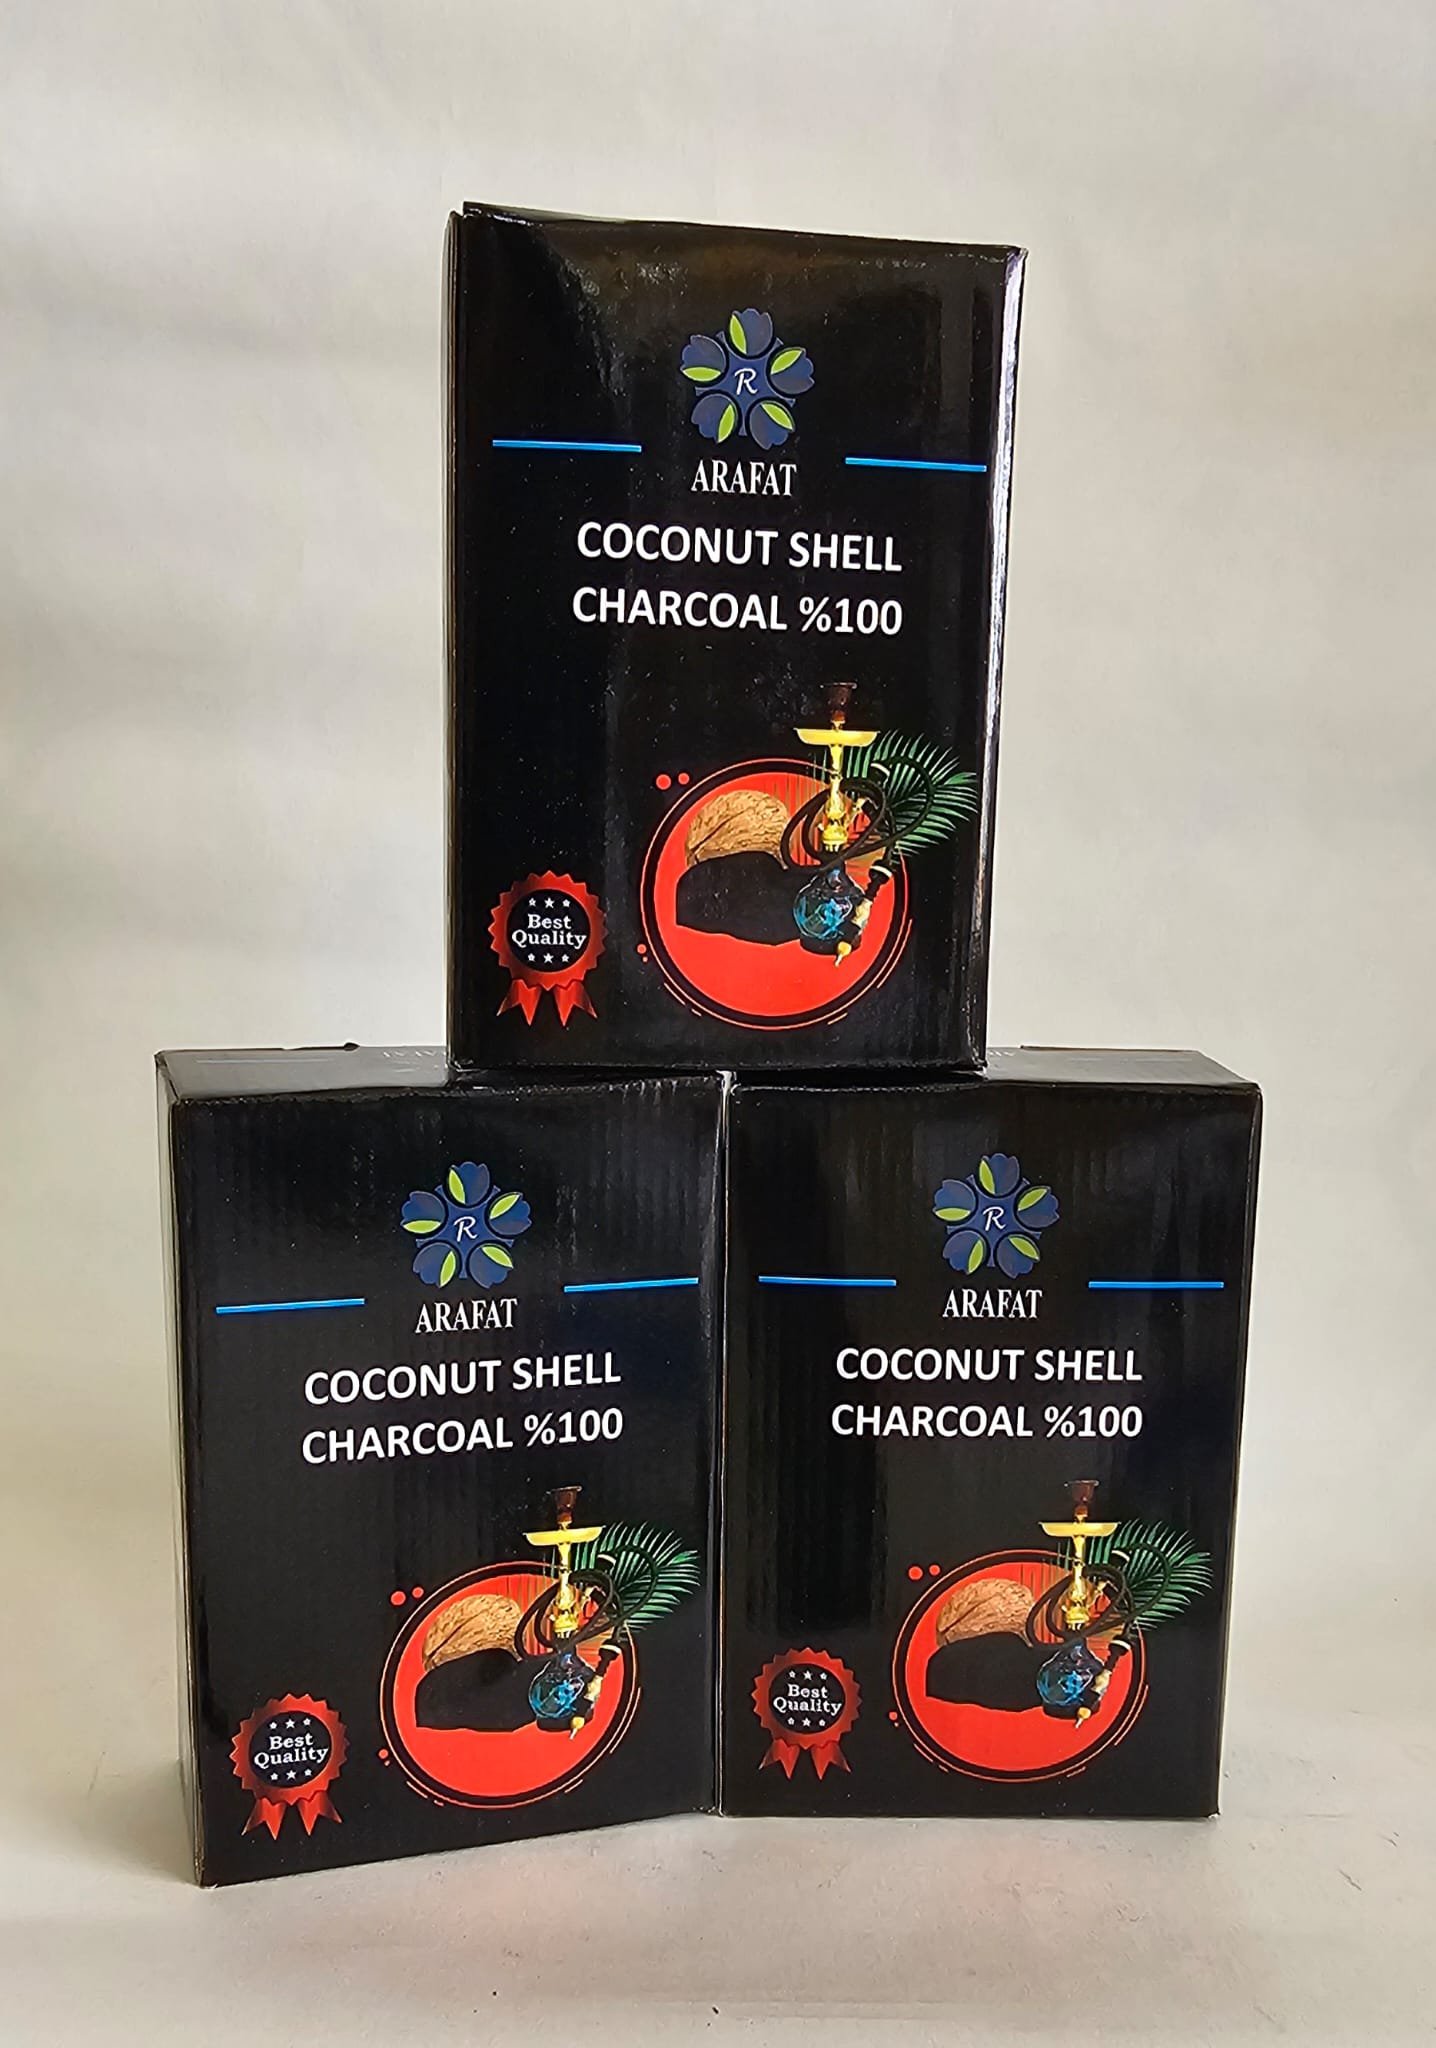 R
ARAFAT
COCONUT SHELL
CHARCOAL %100
Best
Quality
R
ARAFAT
COCONUT SHELL
CHARCOAL %100
Best
Quality
R
ARAFAT
COCONUT SHELL
CHARCOAL %100
Best
Quality